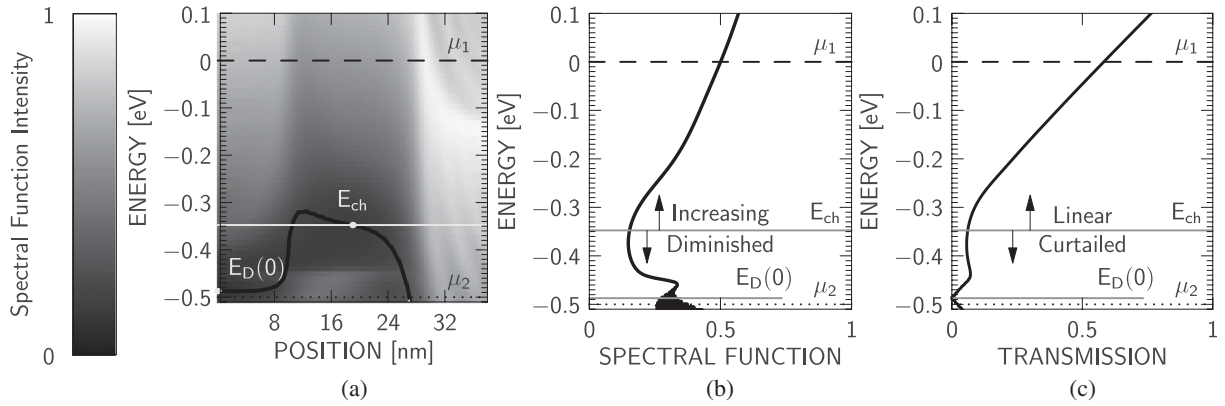 1
Spectral Function Intensity
0
ENERGY [eV]
0.1
0
−0.1
−0.2
−0.3
−0.4
−0.5
μ1
Ech
ED(0)
μ2
8 16 24 32
POSITION [nm]
(a)
ENERGY [eV]
0.1
0
−0.1
−0.2
−0.3
−0.4
−0.5
μ1
Increasing
Ech
Diminished
ED(0)
μ2
0 0.5 1
SPECTRAL FUNCTION
(b)
ENERGY [eV]
0.1
0
−0.1
−0.2
−0.3
−0.4
−0.5
μ1
Linear
Ech
Curtailed
ED(0)
μ2
0 0.5 1
TRANSMISSION
(c)